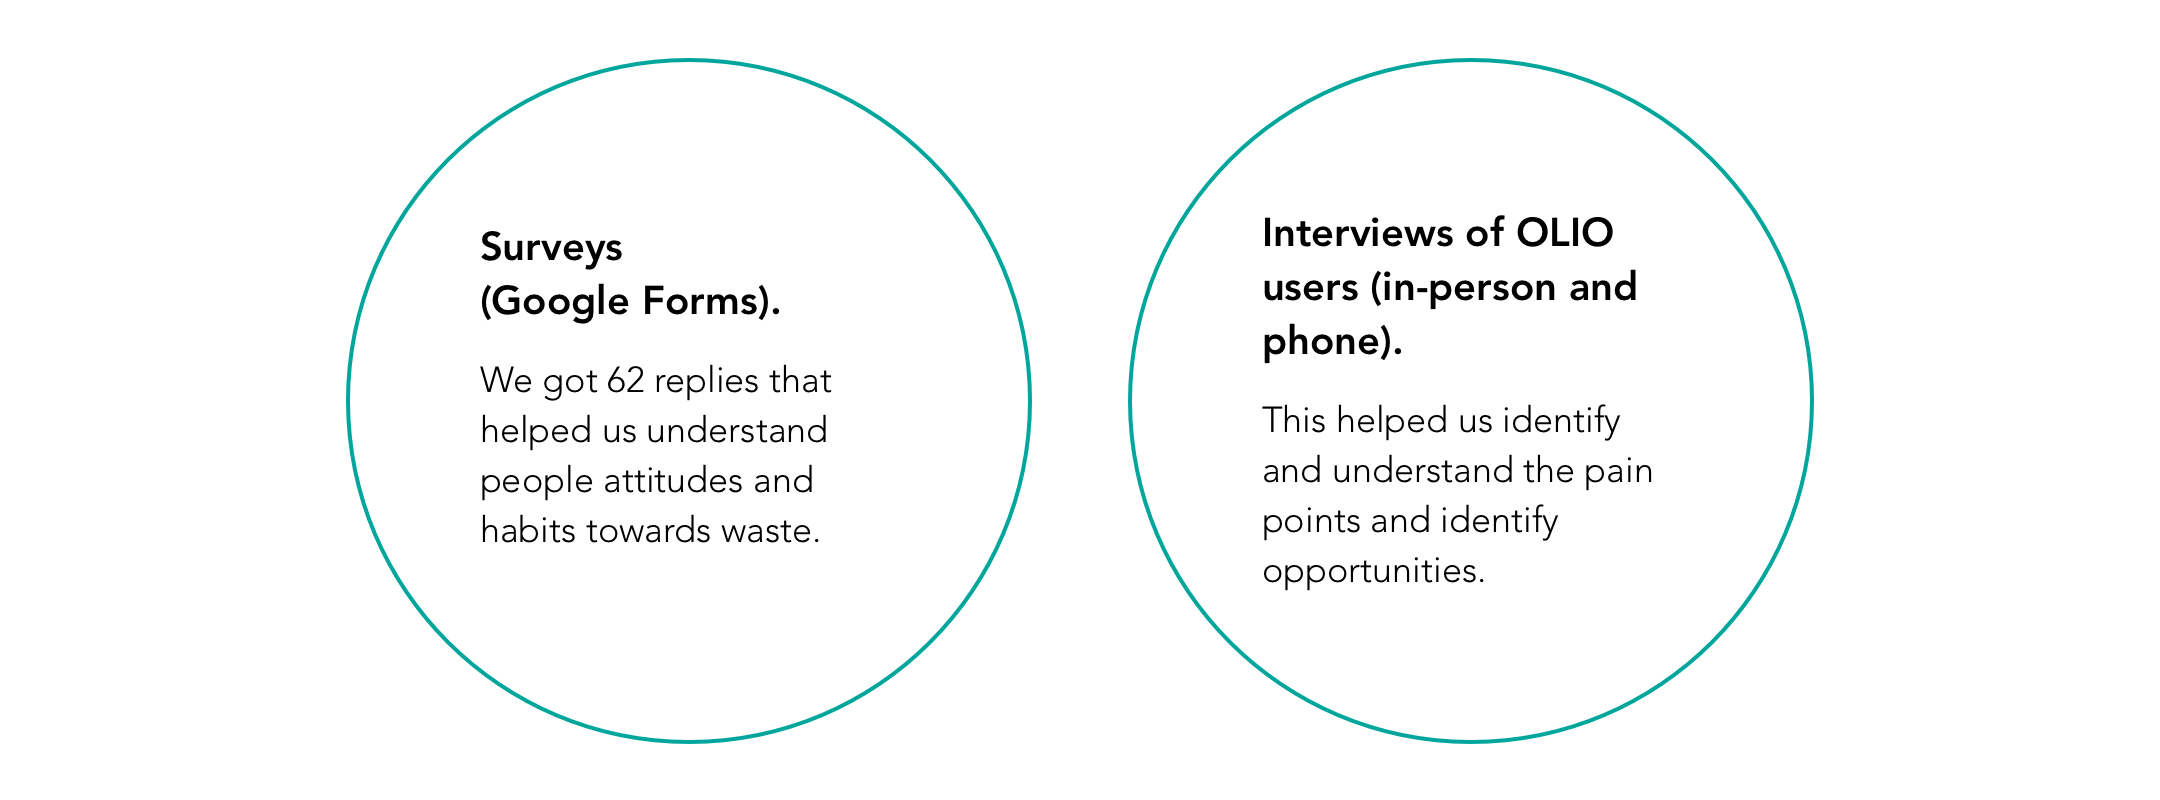 Surveys
(Google Forms).
We got 62 replies that
helped us understand
people attitudes and
habits towards waste.
Interviews of OLIO
users (in-person and
phone).
This helped us identify
and understand the pain
points and identify
opportunities.